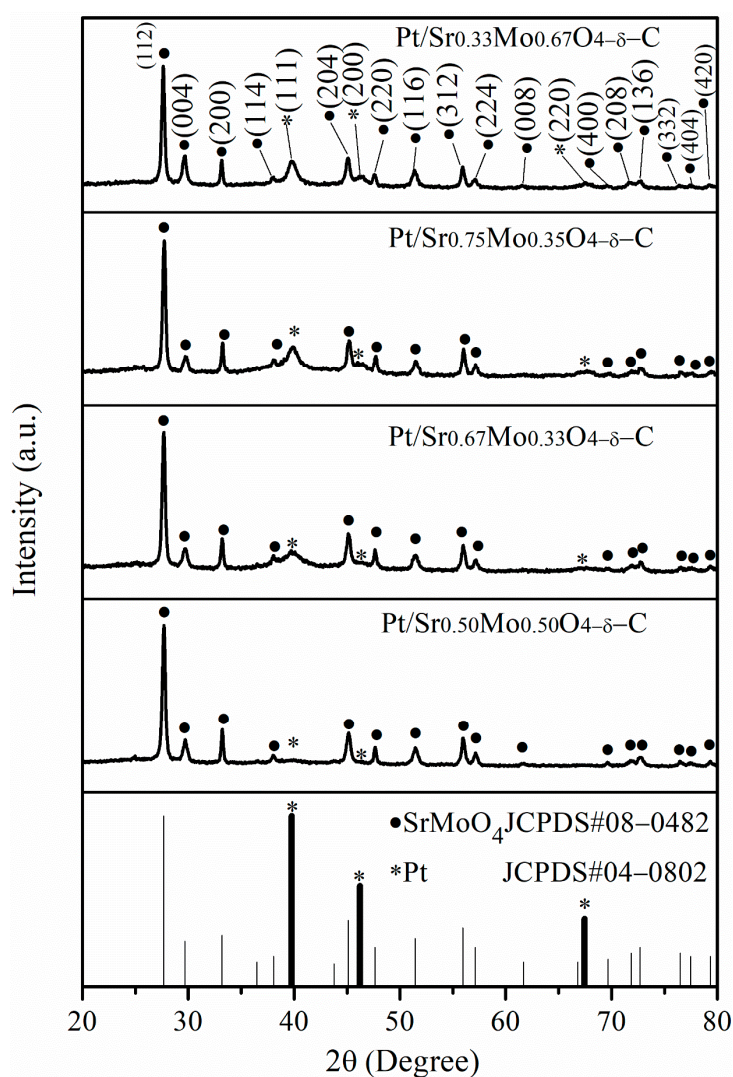 Pt/Sr0.33Mo0.67O4–δ–C
(112)
●(004)
●(200)
●(114)
*(111)
●(204)
*(200)
●(220)
●(116)
●(312)
●(224)
●(008)
*(220)
●(400)
●(208)
●(136)
●(332)
●(404)
●(420)
Pt/Sr0.75Mo0.35O4–δ–C
Pt/Sr0.67Mo0.33O4–δ–C
Pt/Sr0.50Mo0.50O4–δ–C
●SrMoO4JCPDS#08–0482
*Pt JCPDS#04–0802
Intensity (a.u.)
20 30 40 50 60 70 80
2θ (Degree)